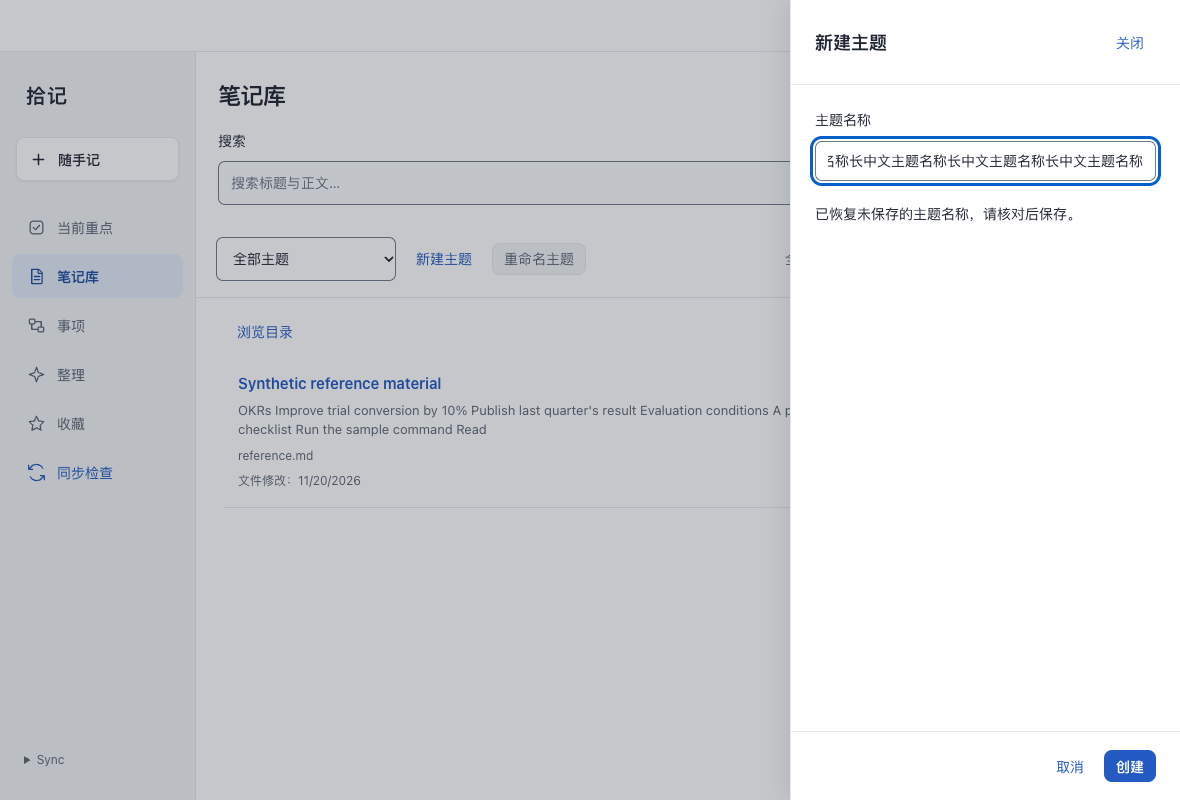 拾记
随手记
当前重点
笔记库
事项
整理
收藏
同步检查
Sync
笔记库
搜索
搜索标题与正文...
全部主题
新建主题
重命名主题
浏览目录
Synthetic reference material
OKRs Improve trial conversion by 10% Publish last quarter's result Evaluation conditions A
checklist Run the sample command Read
reference.md
文件修改：11/20/2026
新建主题
关闭
主题名称
称长中文主题名称长中文主题名称长中文主题名称
已恢复未保存的主题名称，请核对后保存。
取消
创建